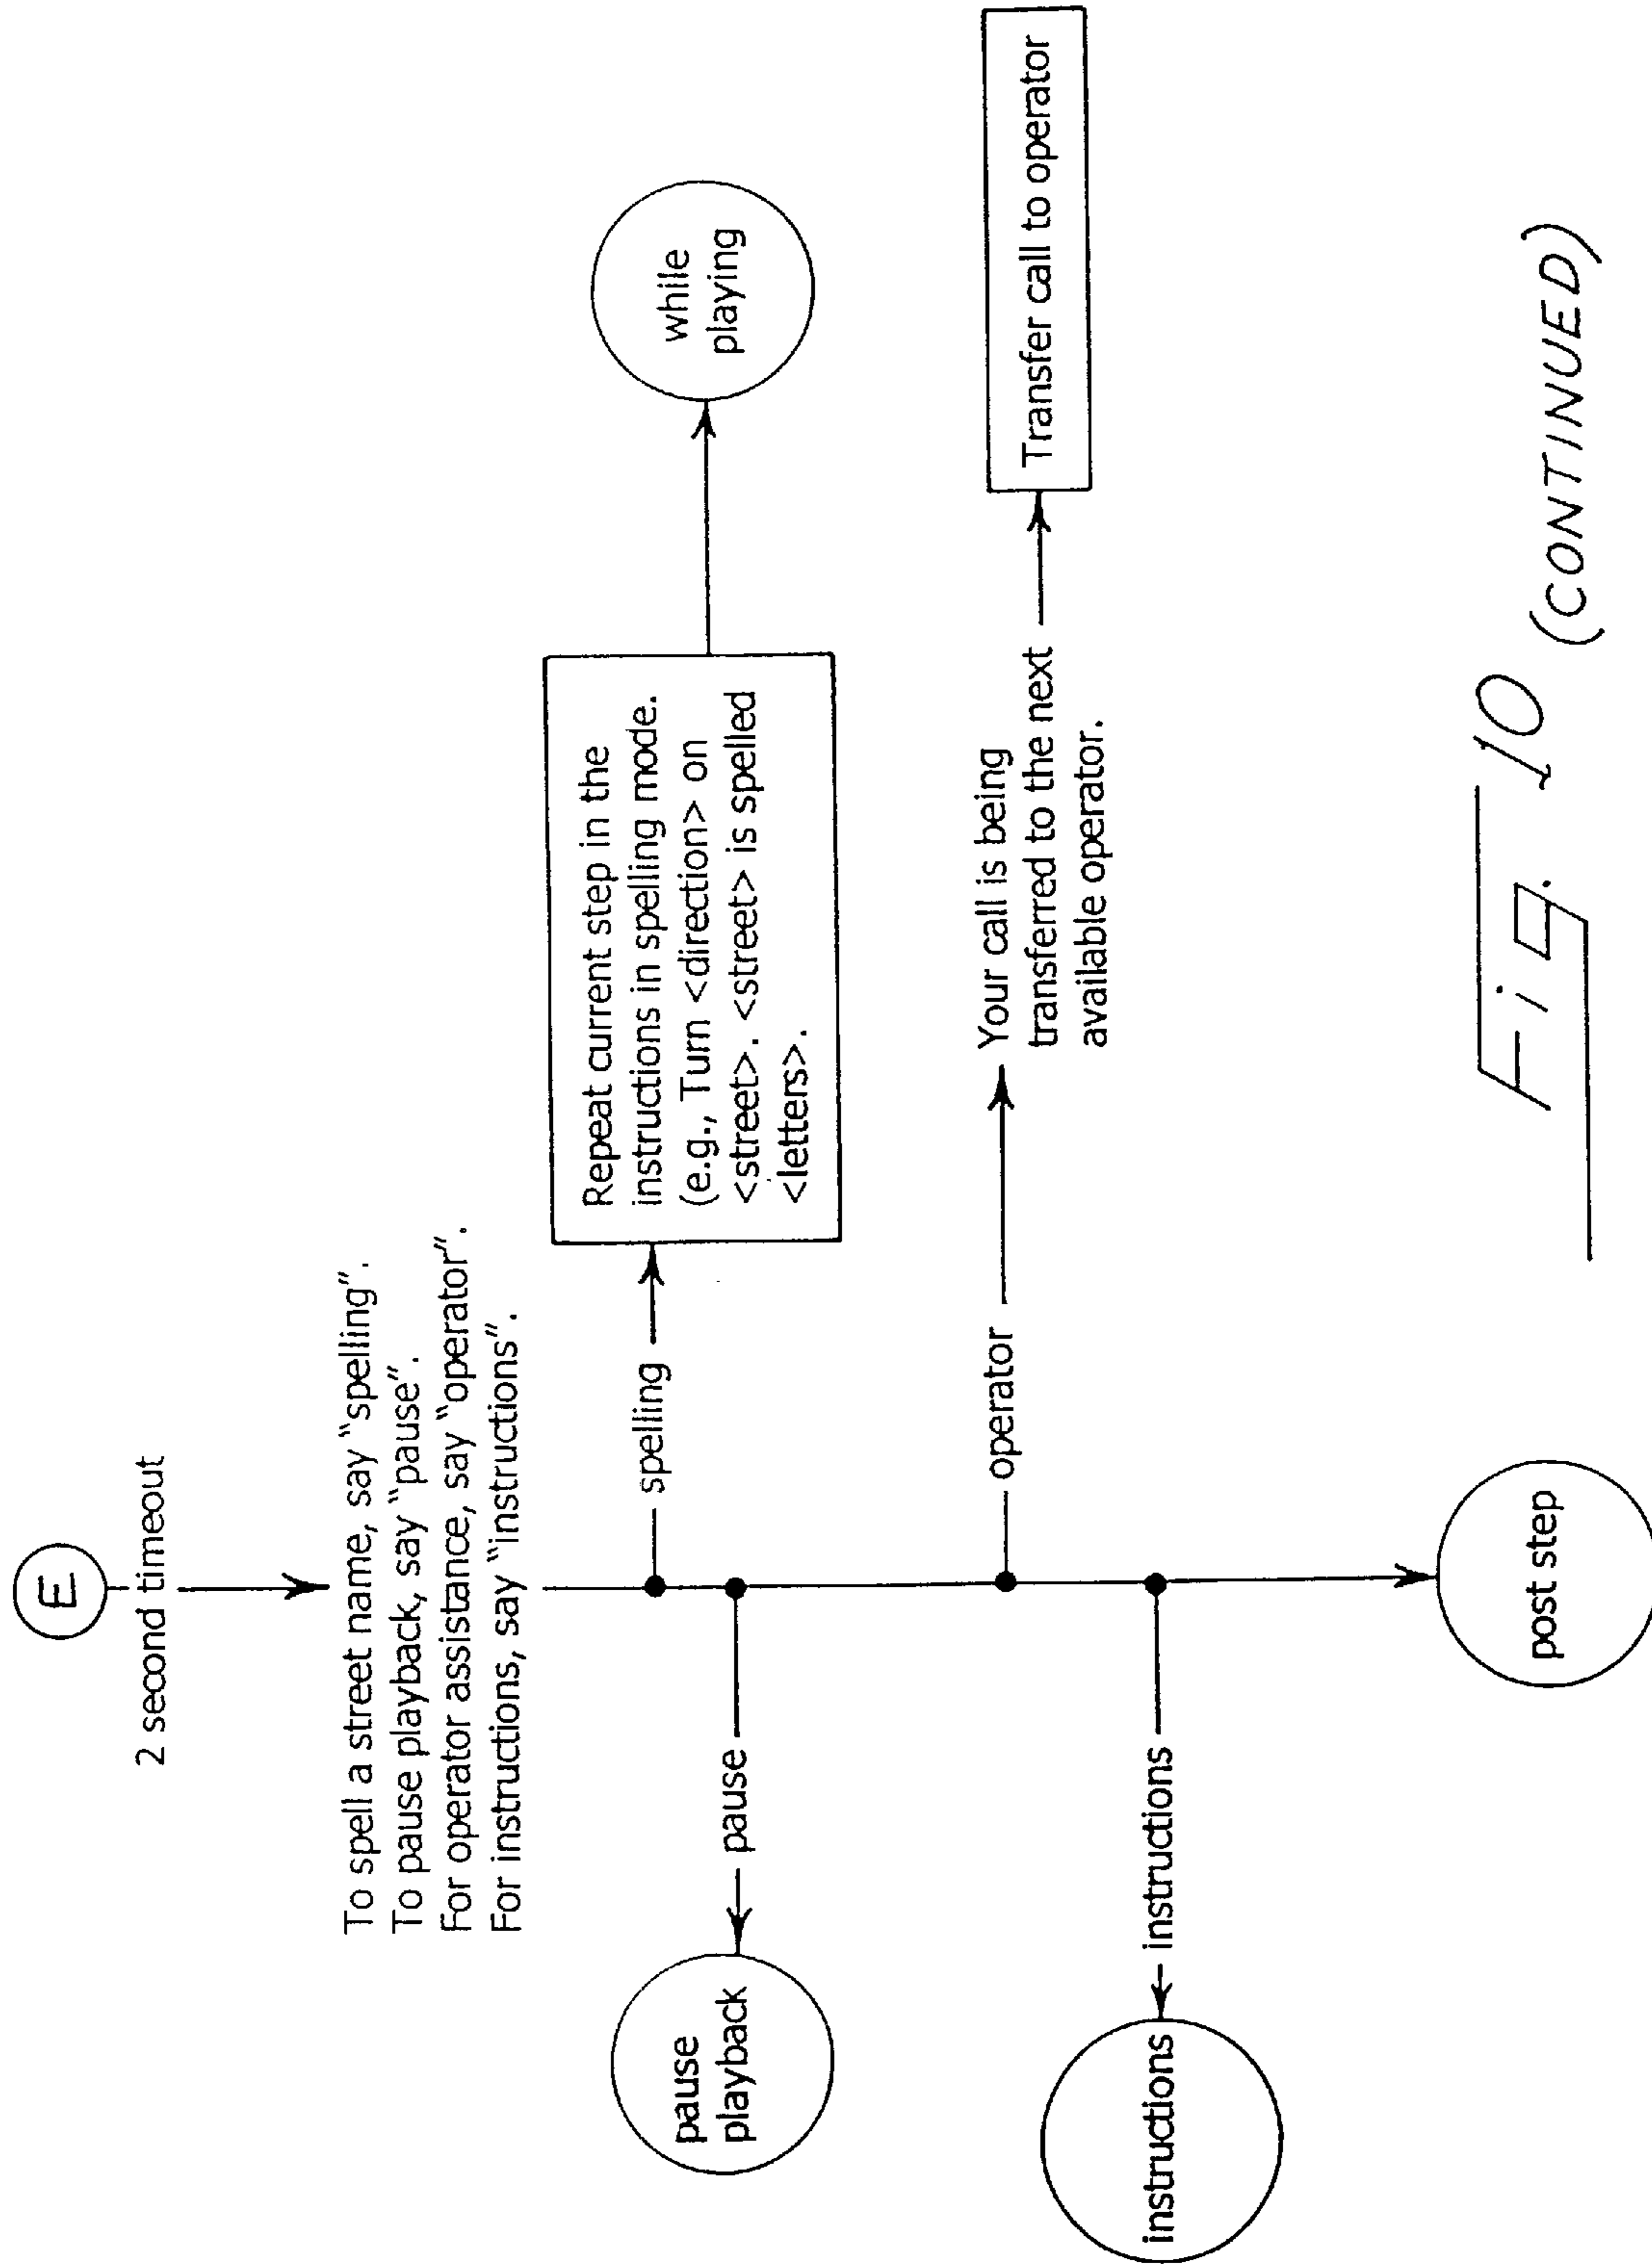 E
2 second timeout
To spell a street name, say "spelling".
To pause playback, say "pause".
For operator assistance, say "operator".
For instructions, say "instructions".
spelling
Repeat current step in the
instructions in spelling mode.
(e.g., Turn <direction> on
<street>. <street> is spelled
<letters>.
while
playing
pause
pause
playback
operator
Your call is being
transferred to the next
available operator.
Transfer call to operator
instructions
instructions
post step
Fig. 10 (CONTINUED)